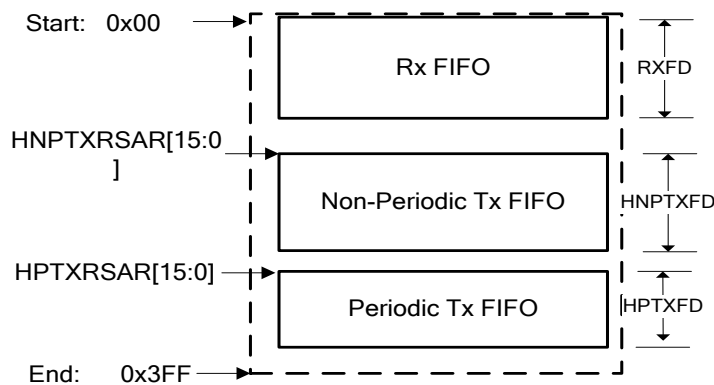 Start: 0x00
Rx FIFO
RXFD
HNPTXRSAR[15:0
]
Non-Periodic Tx FIFO
HNPTXFD
HPTXRSAR[15:0]
Periodic Tx FIFO
HPTXFD
End: 0x3FF